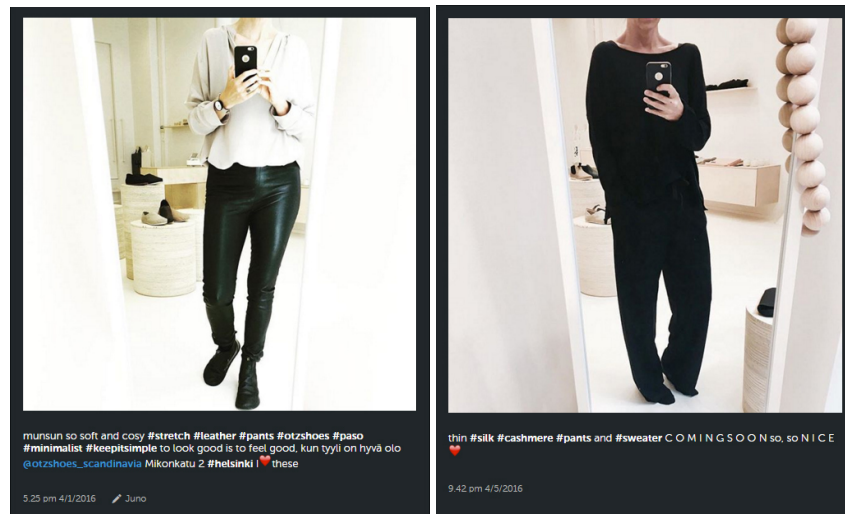 munsun so soft and cosy #stretch #leather #pants #otzshoes #paso
#minimalist #keepitsimple to look good is to feel good, kun tyyli on hyvä olo
@otzshoes_scandinavia Mikonkatu 2 #helsinki I❤️these
5.25 pm 4/1/2016 Juno
thin #silk #cashmere #pants and #sweater C O M I N G S O O N so, so N I C E
❤️
9.42 pm 4/5/2016